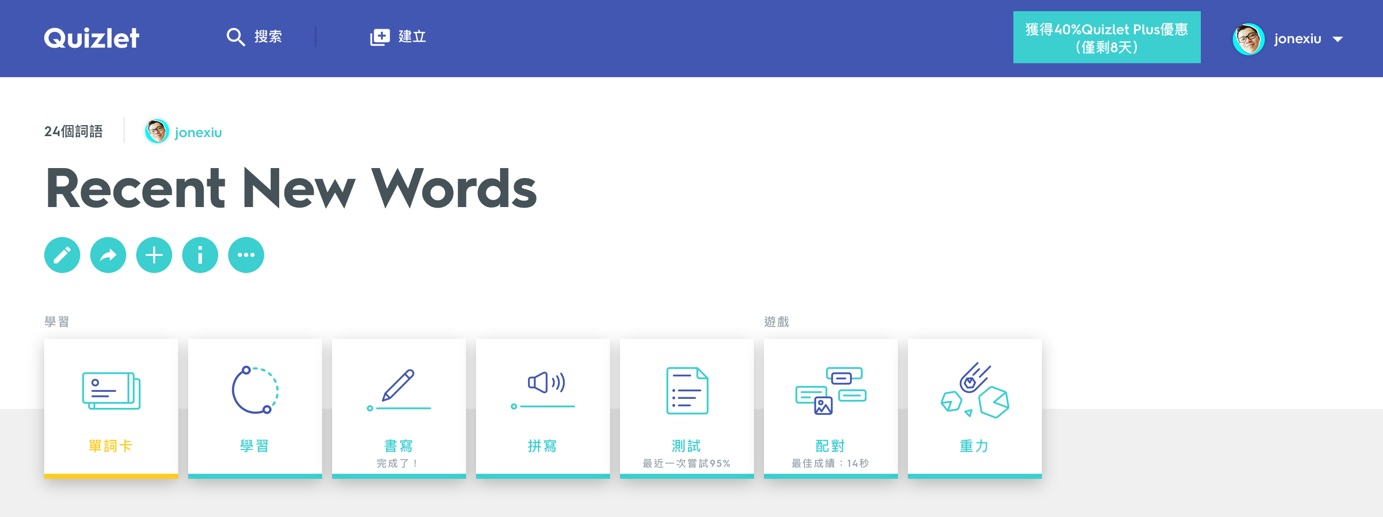 Quizlet
搜索
建立
獲得40%Quizlet Plus優惠
(僅剩8天)
jonexiu
24個詞語
jonexiu
Recent New Words
學習
遊戲
單詞卡
學習
書寫
完成了！
拼寫
測試
最近一次嘗試95%
配對
最佳成績：14秒
重力